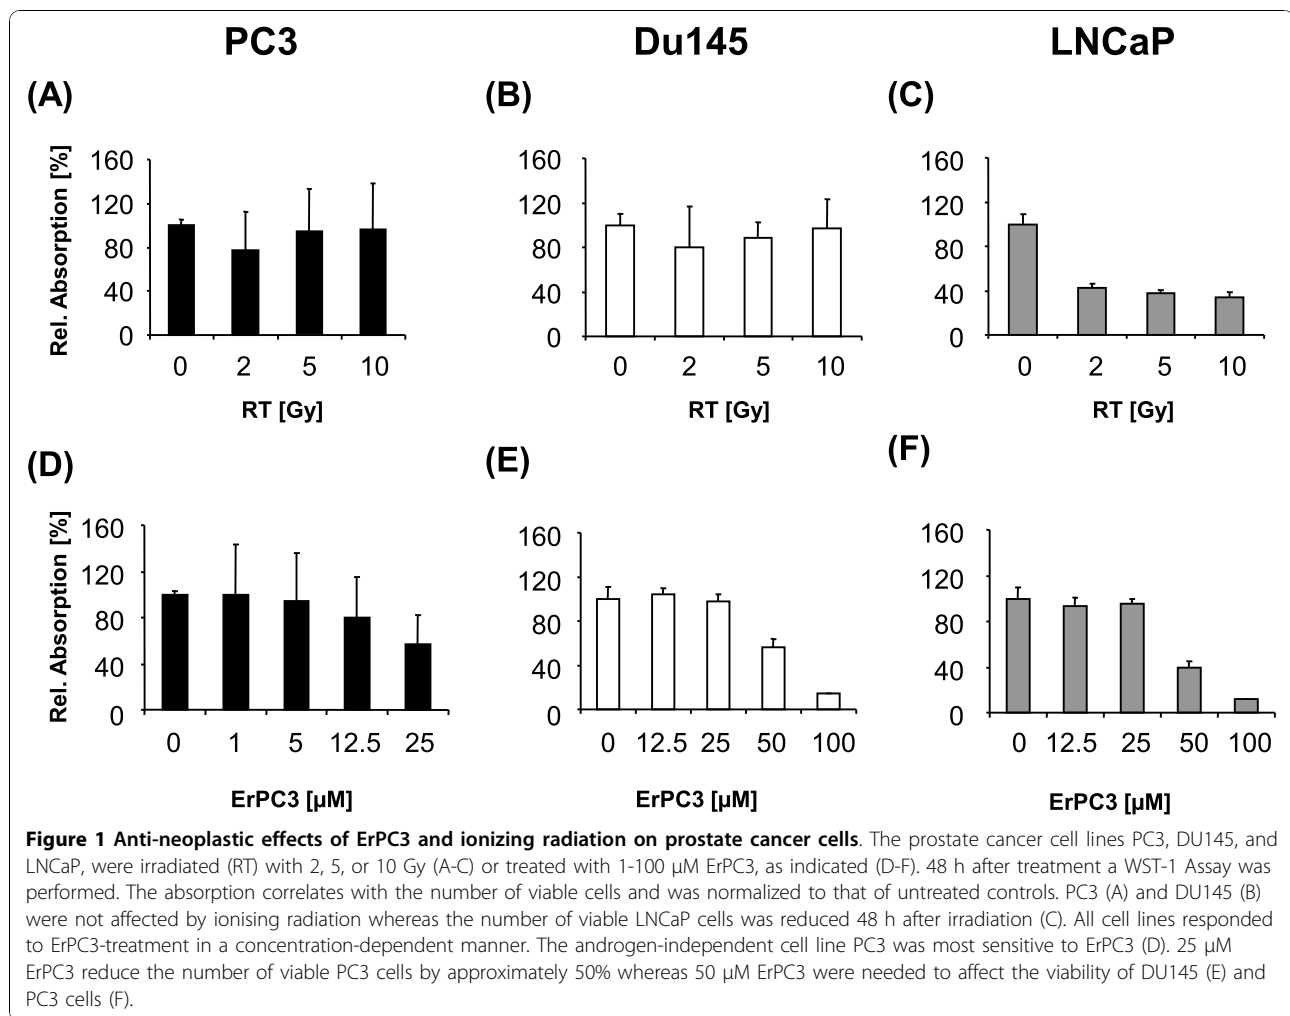 PC3 Du145 LNCaP
(A) (B) (C)
Rel. Absorption [%]
160
120
80
40
0
0 2 5 10
RT [Gy]
160
120
80
40
0
0 2 5 10
RT [Gy]
160
120
80
40
0
0 2 5 10
RT [Gy]
(D) (E) (F)
Rel. Absorption [%]
160
120
80
40
0
0 1 5 12.5 25
ErPC3 [µM]
160
120
80
40
0
0 12.5 25 50 100
ErPC3 [µM]
160
120
80
40
0
0 12.5 25 50 100
ErPC3 [µM]
Figure 1 Anti-neoplastic effects of ErPC3 and ionizing radiation on prostate cancer cells. The prostate cancer cell lines PC3, DU145, and
LNCaP, were irradiated (RT) with 2, 5, or 10 Gy (A-C) or treated with 1-100 µM ErPC3, as indicated (D-F). 48 h after treatment a WST-1 Assay was
performed. The absorption correlates with the number of viable cells and was normalized to that of untreated controls. PC3 (A) and DU145 (B)
were not affected by ionising radiation whereas the number of viable LNCaP cells was reduced 48 h after irradiation (C). All cell lines responded
to ErPC3-treatment in a concentration-dependent manner. The androgen-independent cell line PC3 was most sensitive to ErPC3 (D). 25 µM
ErPC3 reduce the number of viable PC3 cells by approximately 50% whereas 50 µM ErPC3 were needed to affect the viability of DU145 (E) and
PC3 cells (F).